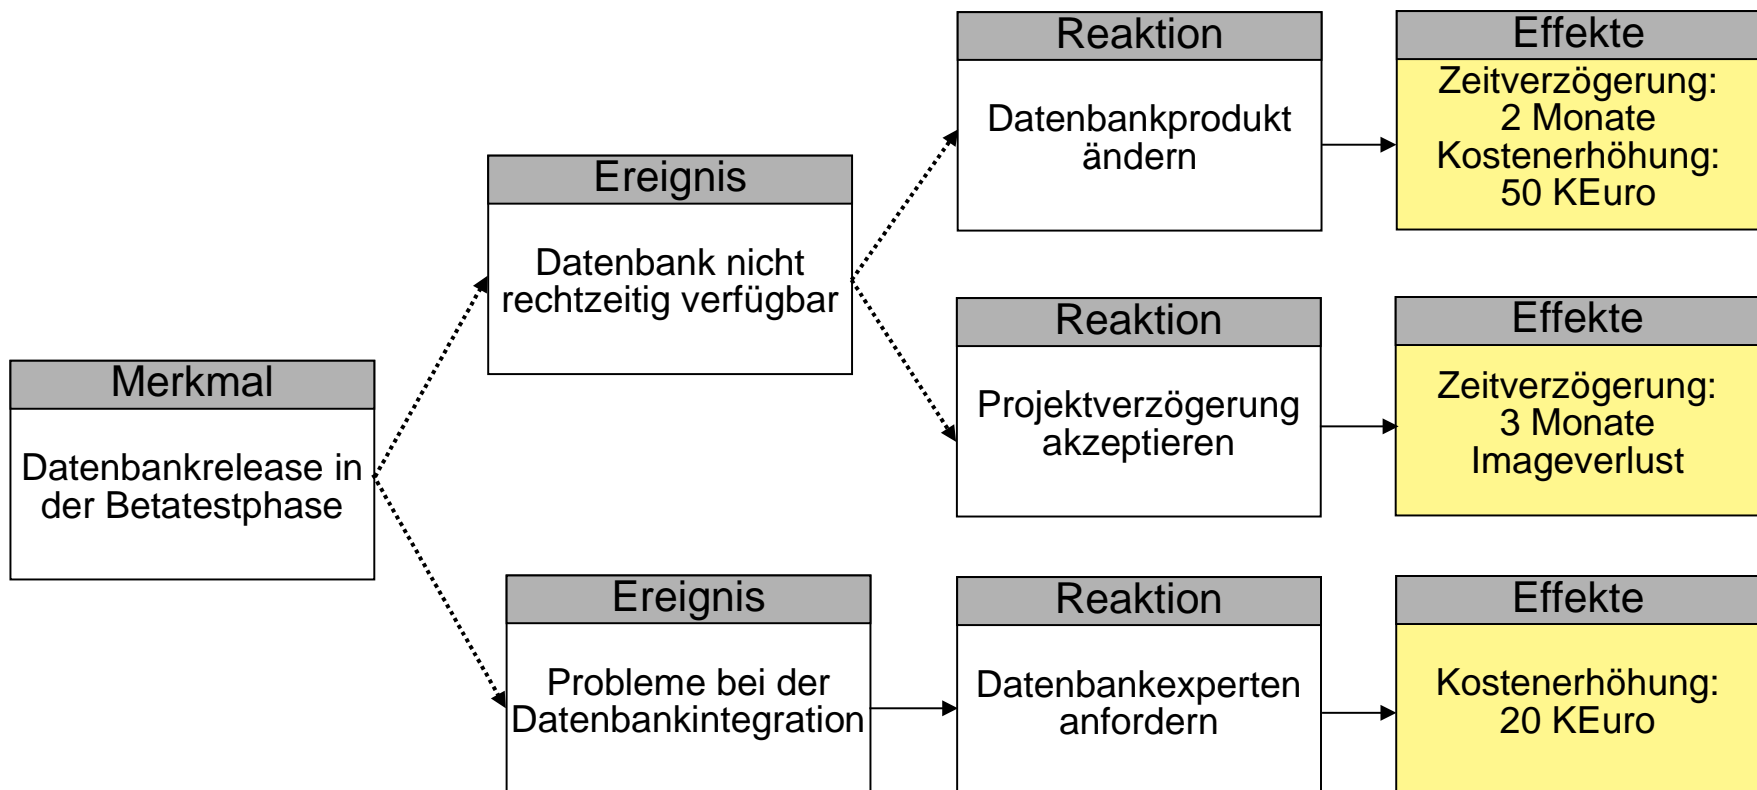 Merkmal
Datenbankrelease in
der Betatestphase
Ereignis
Datenbank nicht
rechtzeitig verfügbar
Reaktion
Datenbankprodukt
ändern
Effekte
Zeitverzögerung:
2 Monate
Kostenerhöhung:
50 KEuro
Reaktion
Projektverzögerung
akzeptieren
Effekte
Zeitverzögerung:
3 Monate
Imageverlust
Ereignis
Probleme bei der
Datenbankintegration
Reaktion
Datenbankexperten
anfordern
Effekte
Kostenerhöhung:
20 KEuro